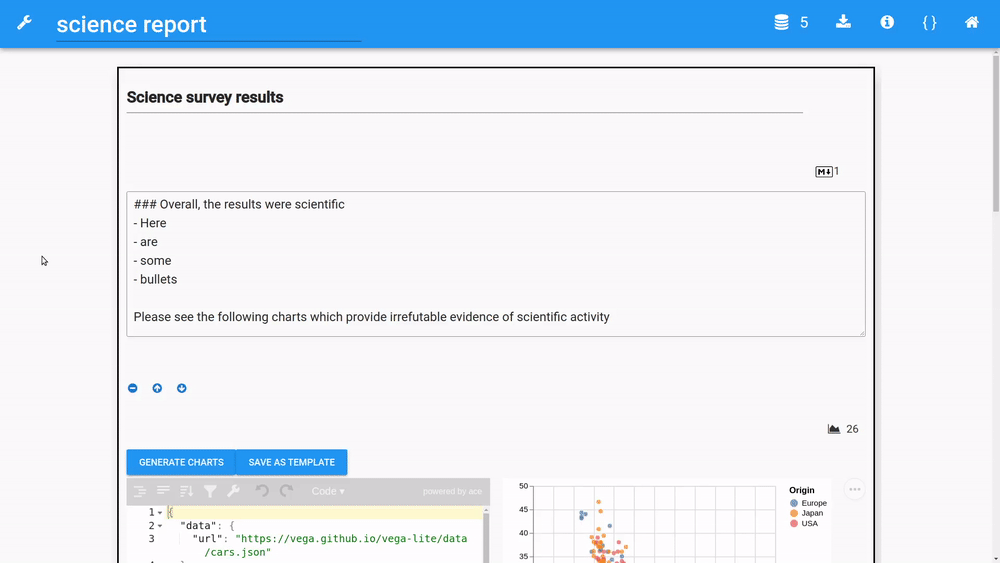 science report
5
{ }
Science survey results
M 1
### Overall, the results were scientific
- Here
- are
- some
- bullets
Please see the following charts which provide irrefutable evidence of scientific activity
26
GENERATE CHARTS SAVE AS TEMPLATE
Code ▾ powered by ace
1 {
2 "data": {
3 "url": "https://vega.github.io/vega-lite/data
/cars.json"
50
45
40
35
Origin
Europe
Japan
USA